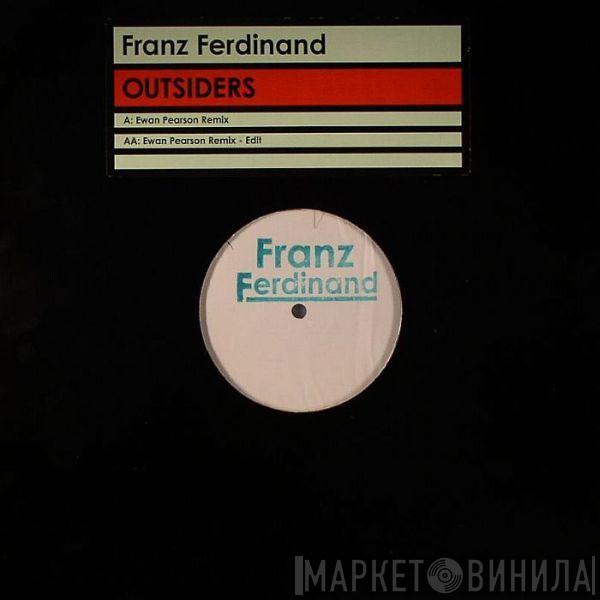 Franz Ferdinand
OUTSIDERS
A: Ewan Pearson Remix
AA: Ewan Pearson Remix - Edit
Franz
Ferdinand
МАРКЕТ ВИНИЛА